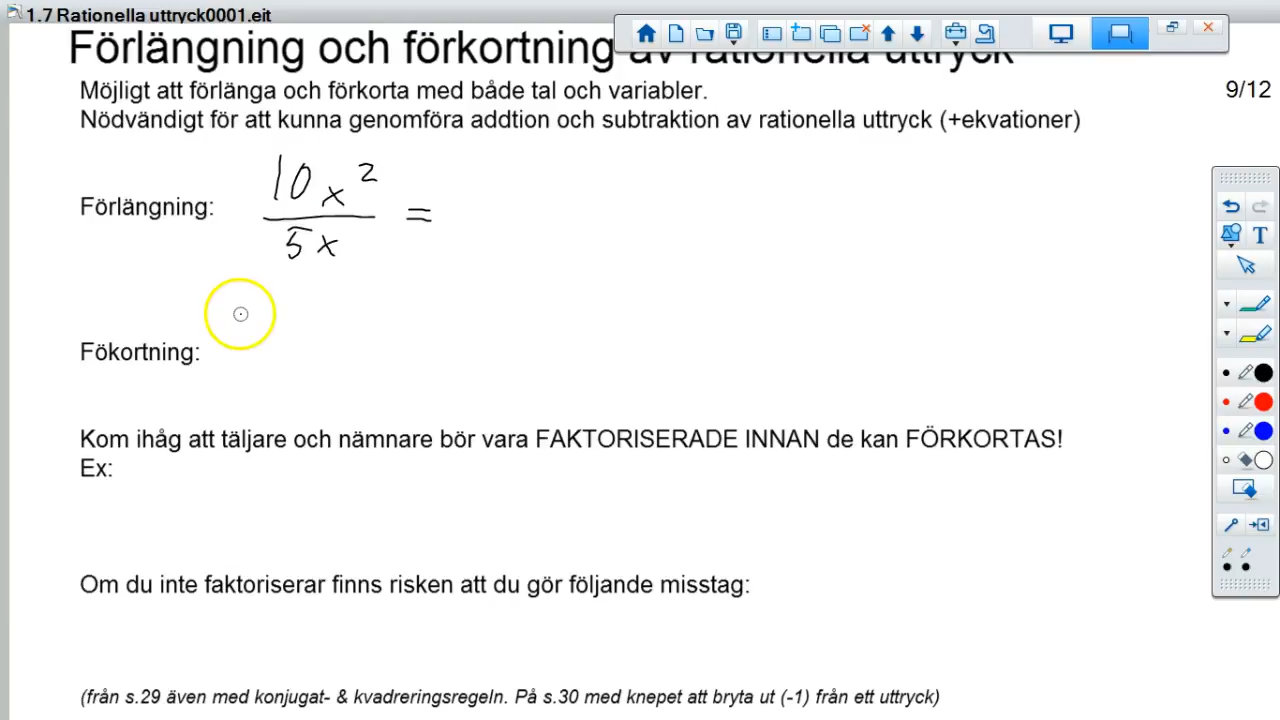 1.7 Rationella uttryck0001.eit
Förlängning och förkortning av rationella uttryck
Möjligt att förlänga och förkorta med både tal och variabler.
9/12
Nödvändigt för att kunna genomföra addtion och subtraktion av rationella uttryck (+ekvationer)
10x²
Förlängning:
=
5x
Fökortning:
Kom ihåg att täljare och nämnare bör vara FAKTORISERADE INNAN de kan FÖRKORTAS!
Ex:
Om du inte faktoriserar finns risken att du gör följande misstag:
(från s.29 även med konjugat- & kvadreringsregeln. På s.30 med knepet att bryta ut (-1) från ett uttryck)
T